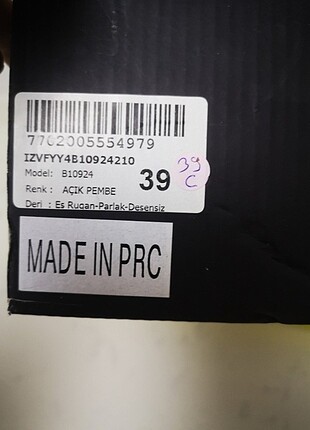 7702005554979
IZVFYY4B10924210
Model: B10924
Renk : AÇIK PEMBE
Deri : Es Rugan-Parlak-Desensiz
39
39
C
MADE IN PRC